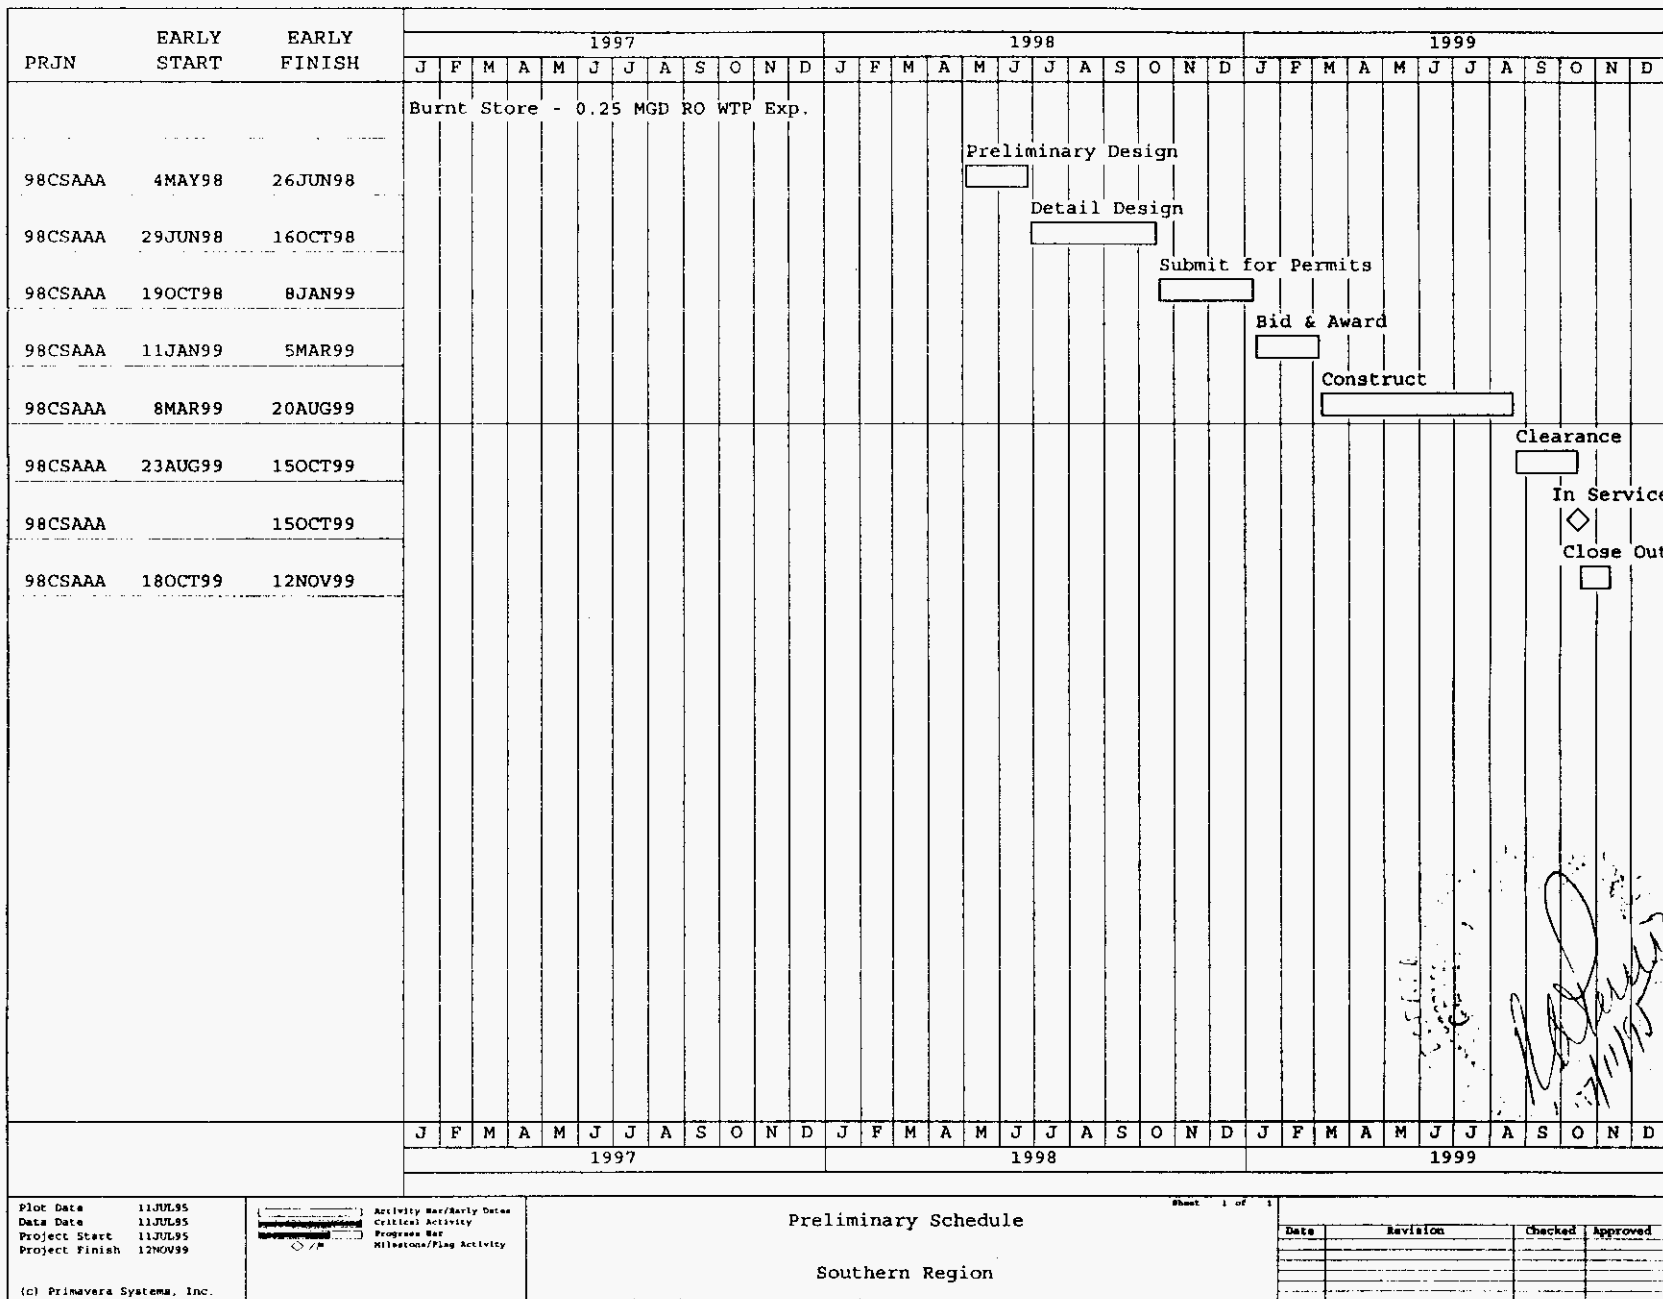 PRJN EARLY START EARLY FINISH
1997 1998 1999
J F M A M J J A S O N D J F M A M J J A S O N D J F M A M J J A S O N D
Burnt Store - 0.25 MGD RO WTP Exp.
Preliminary Design
98CSAAA 4MAY98 26JUN98
Detail Design
98CSAAA 29JUN98 16OCT98
Submit for Permits
98CSAAA 19OCT98 8JAN99
Bid & Award
98CSAAA 11JAN99 5MAR99
Construct
98CSAAA 8MAR99 20AUG99
Clearance
98CSAAA 23AUG99 15OCT99
In Service
98CSAAA 15OCT99
Close Out
98CSAAA 18OCT99 12NOV99
J F M A M J J A S O N D J F M A M J J A S O N D J F M A M J J A S O N D
1997 1998 1999
Plot Date 11JUL95
Data Date 11JUL95
Project Start 11JUL95
Project Finish 12NOV99
(c) Primavera Systems, Inc.
Activity Bar/Early Dates
Critical Activity
Progress Bar
Milestone/Flag Activity
Preliminary Schedule
Southern Region
Sheet 1 of 1
Date Revision Checked Approved